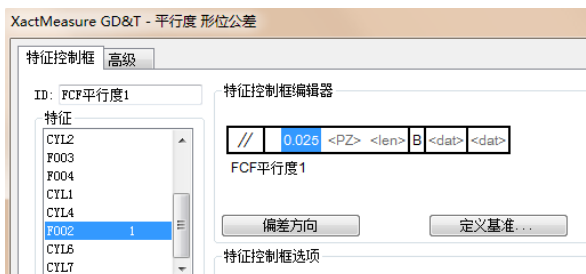 XactMeasure GD&T - 平行度 形位公差
特征控制框 高级
ID: FCF平行度1
特征
CYL2
F003
F004
CYL1
CYL4
F002 1
CYL6
CYL7
特征控制框编辑器
// 0.025 <PZ> <len> B <dat> <dat>
FCF平行度1
偏差方向 定义基准...
特征控制框选项